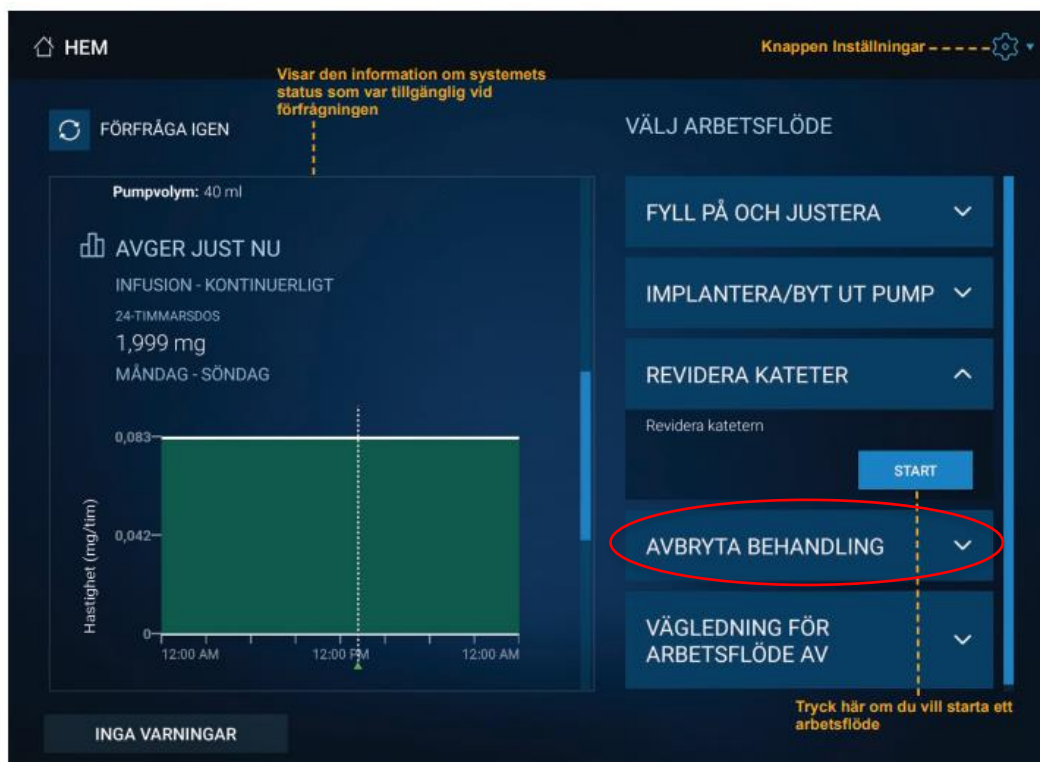 HEM
Knappen Inställningar
Visar den information om systemets
status som var tillgänglig vid
förfrågningen
FÖRFRÅGA IGEN
VÄLJ ARBETSFLÖDE
Pumpvolym: 40 ml
AVGER JUST NU
INFUSION - KONTINUERLIGT
24-TIMMARSDOS
1,999 mg
MÅNDAG - SÖNDAG
Hastighet (mg/tim)
0,083
0,042
0
12:00 AM 12:00 PM 12:00 AM
FYLL PÅ OCH JUSTERA
IMPLANTERA/BYT UT PUMP
REVIDERA KATETER
Revidera katetern
START
AVBRYTA BEHANDLING
VÄGLEDNING FÖR
ARBETSFLÖDE AV
Tryck här om du vill starta ett
arbetsflöde
INGA VARNINGAR